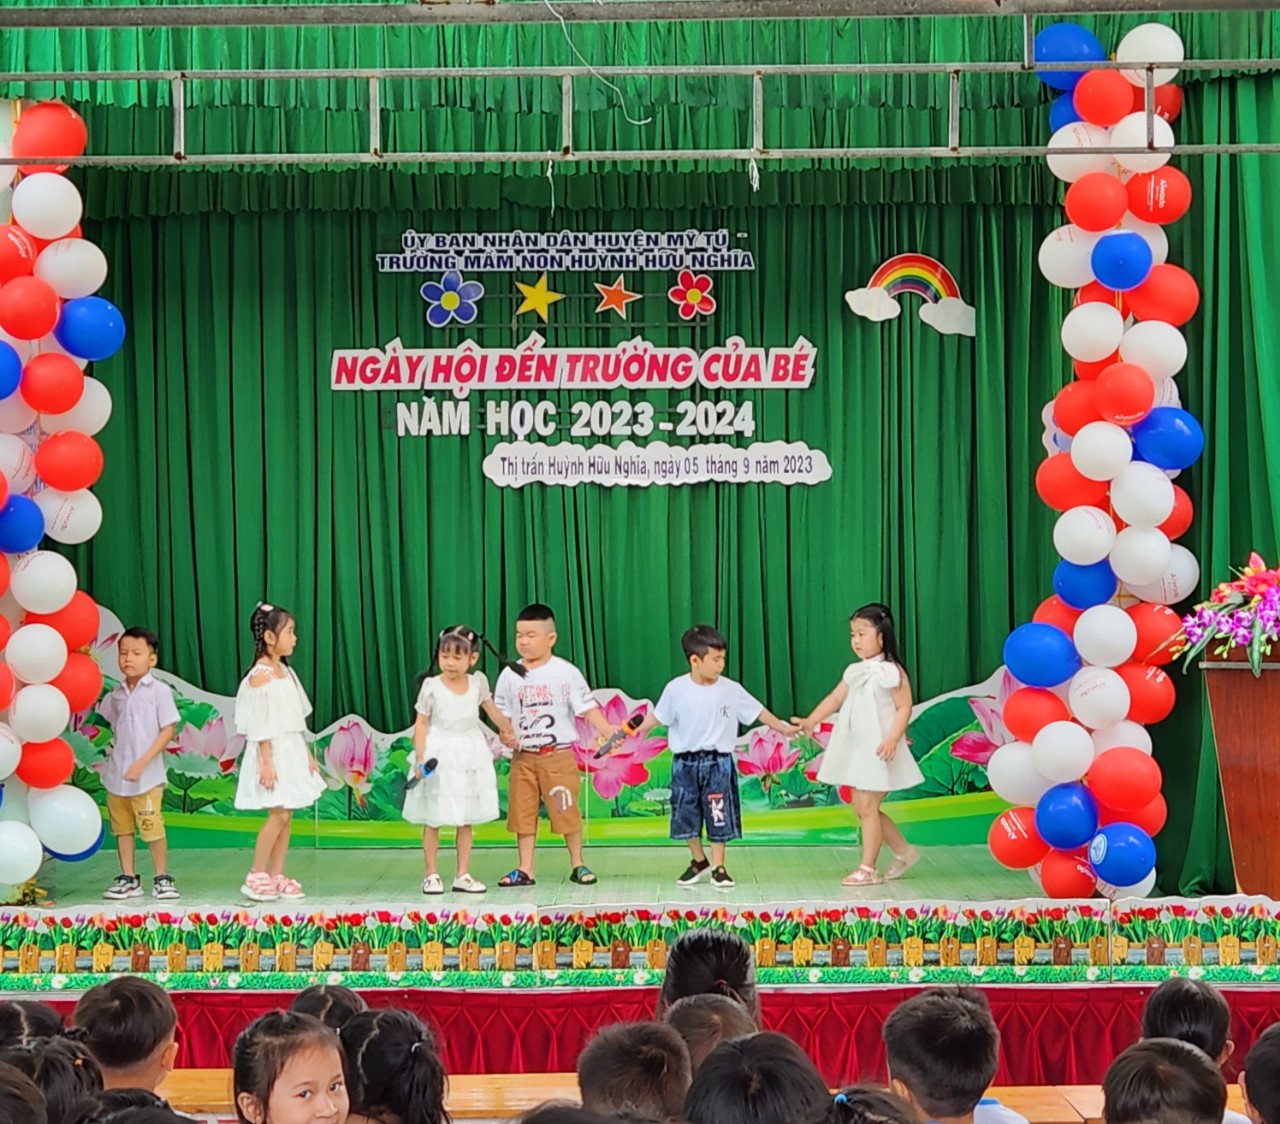 ỦY BAN NHÂN DÂN HUYỆN MỸ TÚ
TRƯỜNG MẦM NON HUỲNH HỮU NGHĨA
NGÀY HỘI ĐẾN TRƯỜNG CỦA BÉ
NĂM HỌC 2023-2024
Thị trấn Huỳnh Hữu Nghĩa, ngày 05 tháng 9 năm 2023